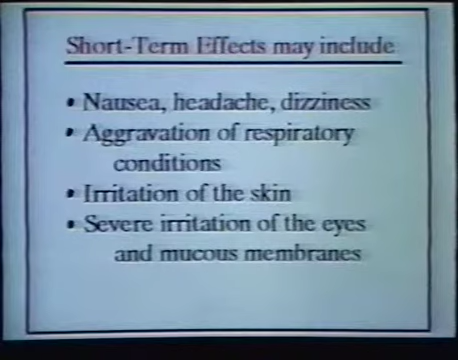 Short-Term Effects may include
• Nausea, headache, dizziness
• Aggravation of respiratory
conditions
• Irritation of the skin
• Severe irritation of the eyes
and mucous membranes